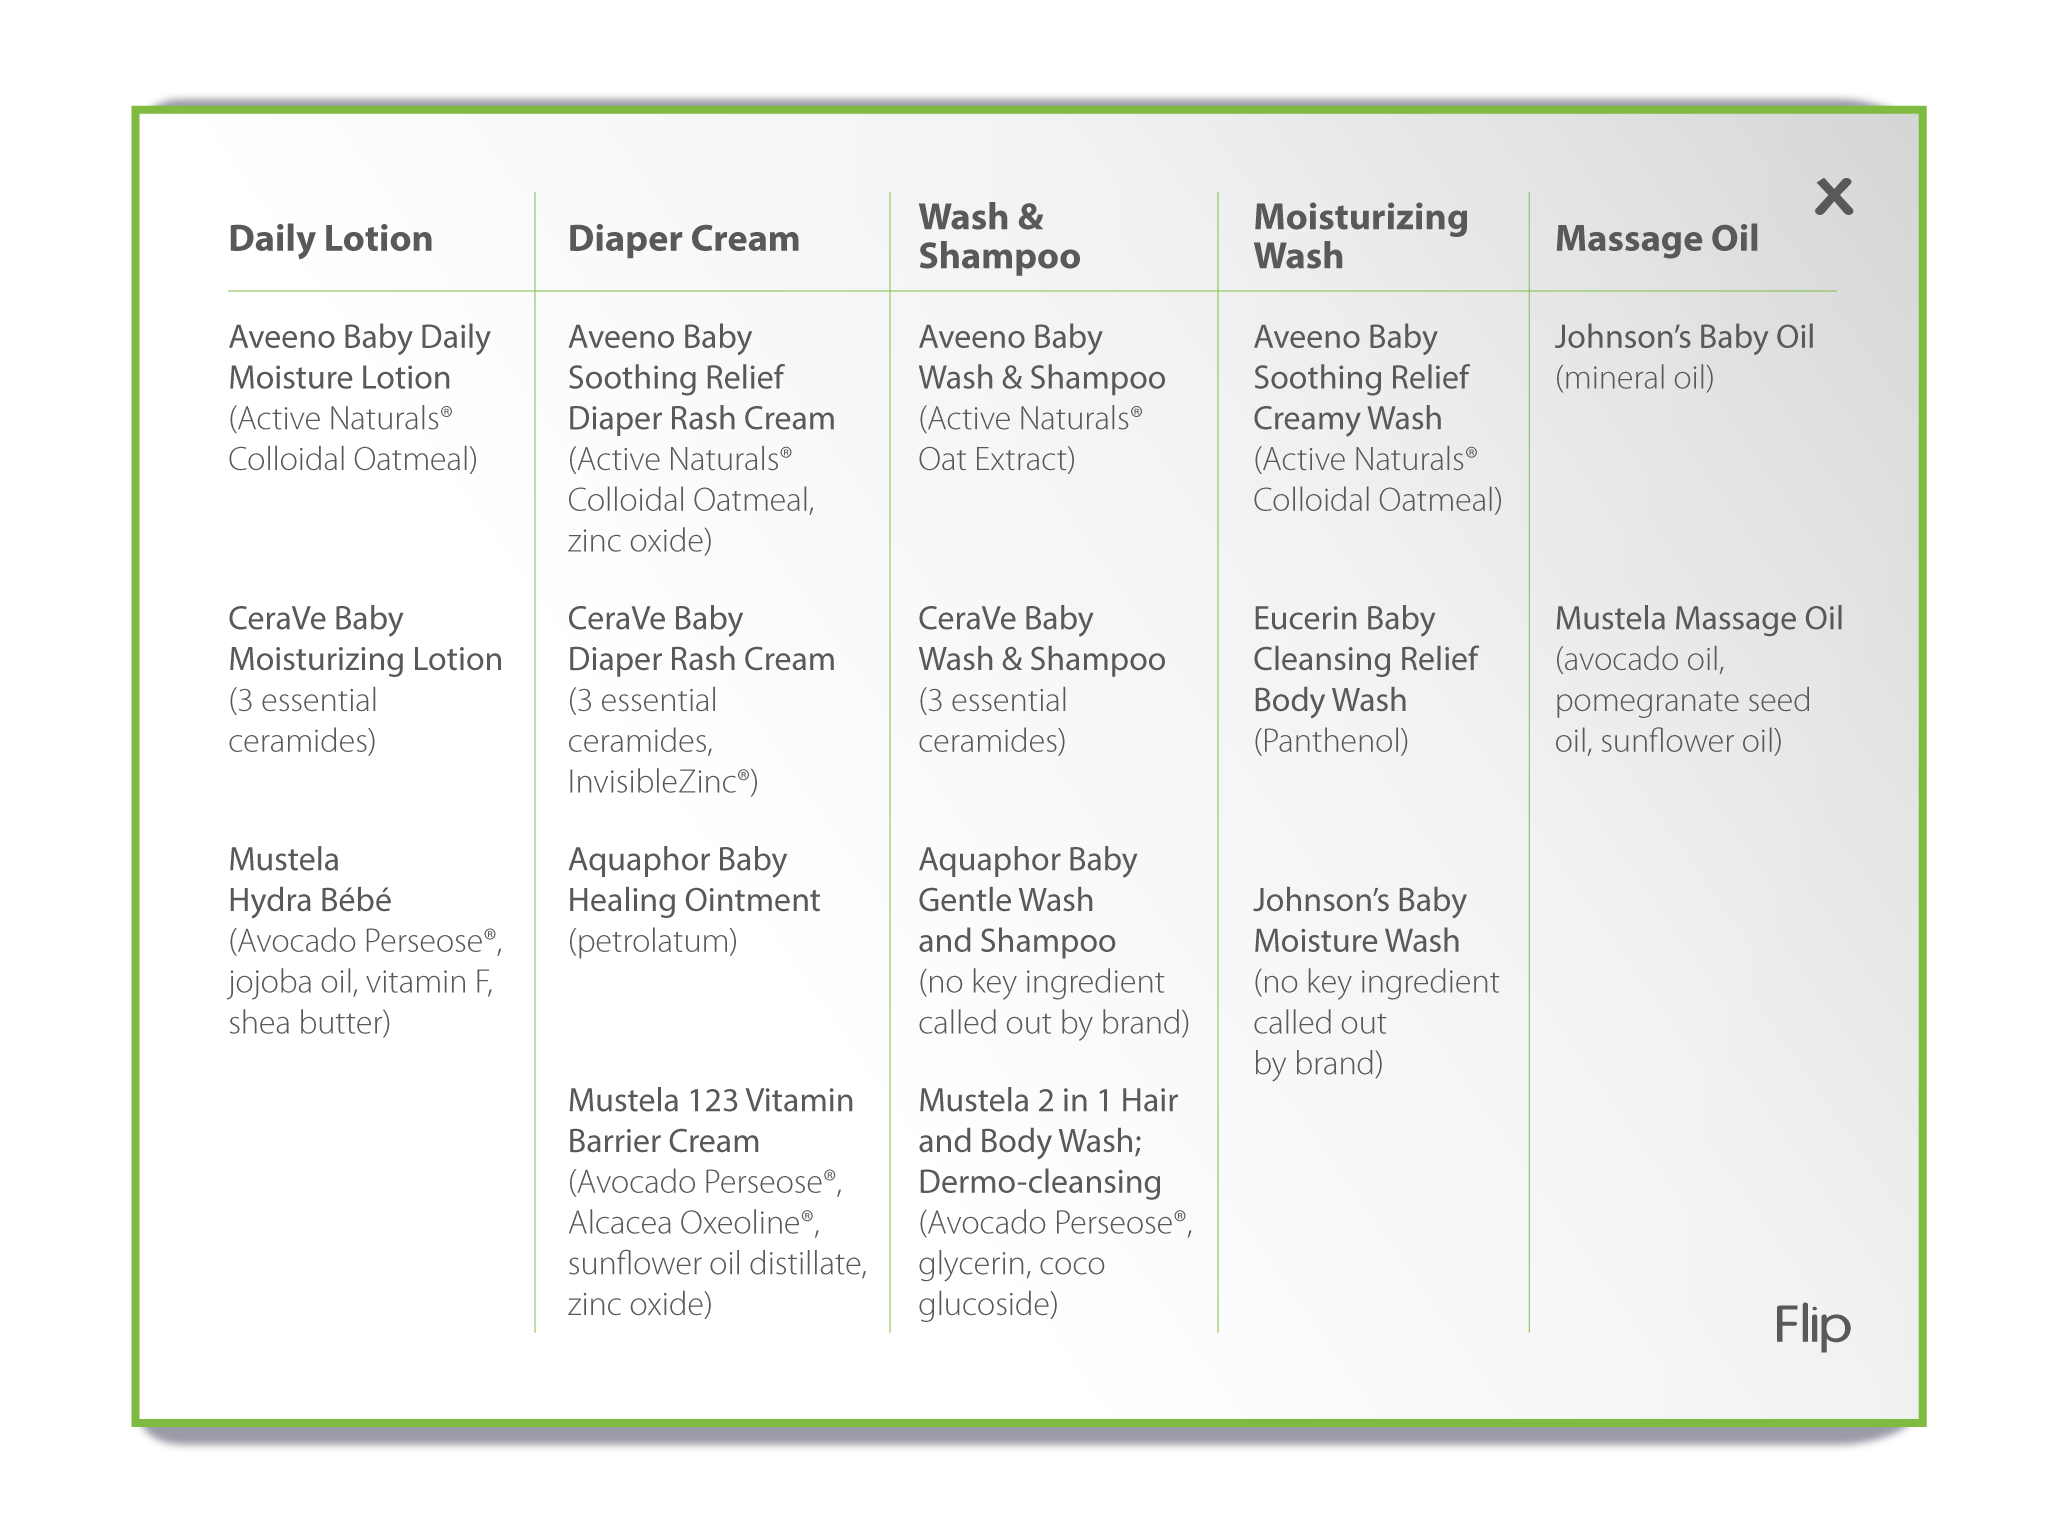 Daily Lotion
Diaper Cream
Wash &
Shampoo
Moisturizing
Wash
Massage Oil
X
Aveeno Baby Daily
Moisture Lotion
(Active Naturals®
Colloidal Oatmeal)
CeraVe Baby
Moisturizing Lotion
(3 essential
ceramides)
Mustela
Hydra Bébé
(Avocado Perseose®,
jojoba oil, vitamin F,
shea butter)
Aveeno Baby
Soothing Relief
Diaper Rash Cream
(Active Naturals®
Colloidal Oatmeal,
zinc oxide)
CeraVe Baby
Diaper Rash Cream
(3 essential
ceramides,
InvisibleZinc®)
Aquaphor Baby
Healing Ointment
(petrolatum)
Mustela 123 Vitamin
Barrier Cream
(Avocado Perseose®,
Alcacea Oxeoline®,
sunflower oil distillate,
zinc oxide)
Aveeno Baby
Wash & Shampoo
(Active Naturals®
Oat Extract)
CeraVe Baby
Wash & Shampoo
(3 essential
ceramides)
Aquaphor Baby
Gentle Wash
and Shampoo
(no key ingredient
called out by brand)
Mustela 2 in 1 Hair
and Body Wash;
Dermo-cleansing
(Avocado Perseose®,
glycerin, coco
glucoside)
Aveeno Baby
Soothing Relief
Creamy Wash
(Active Naturals®
Colloidal Oatmeal)
Eucerin Baby
Cleansing Relief
Body Wash
(Panthenol)
Johnson’s Baby
Moisture Wash
(no key ingredient
called out
by brand)
Johnson’s Baby Oil
(mineral oil)
Mustela Massage Oil
(avocado oil,
pomegranate seed
oil, sunflower oil)
Flip